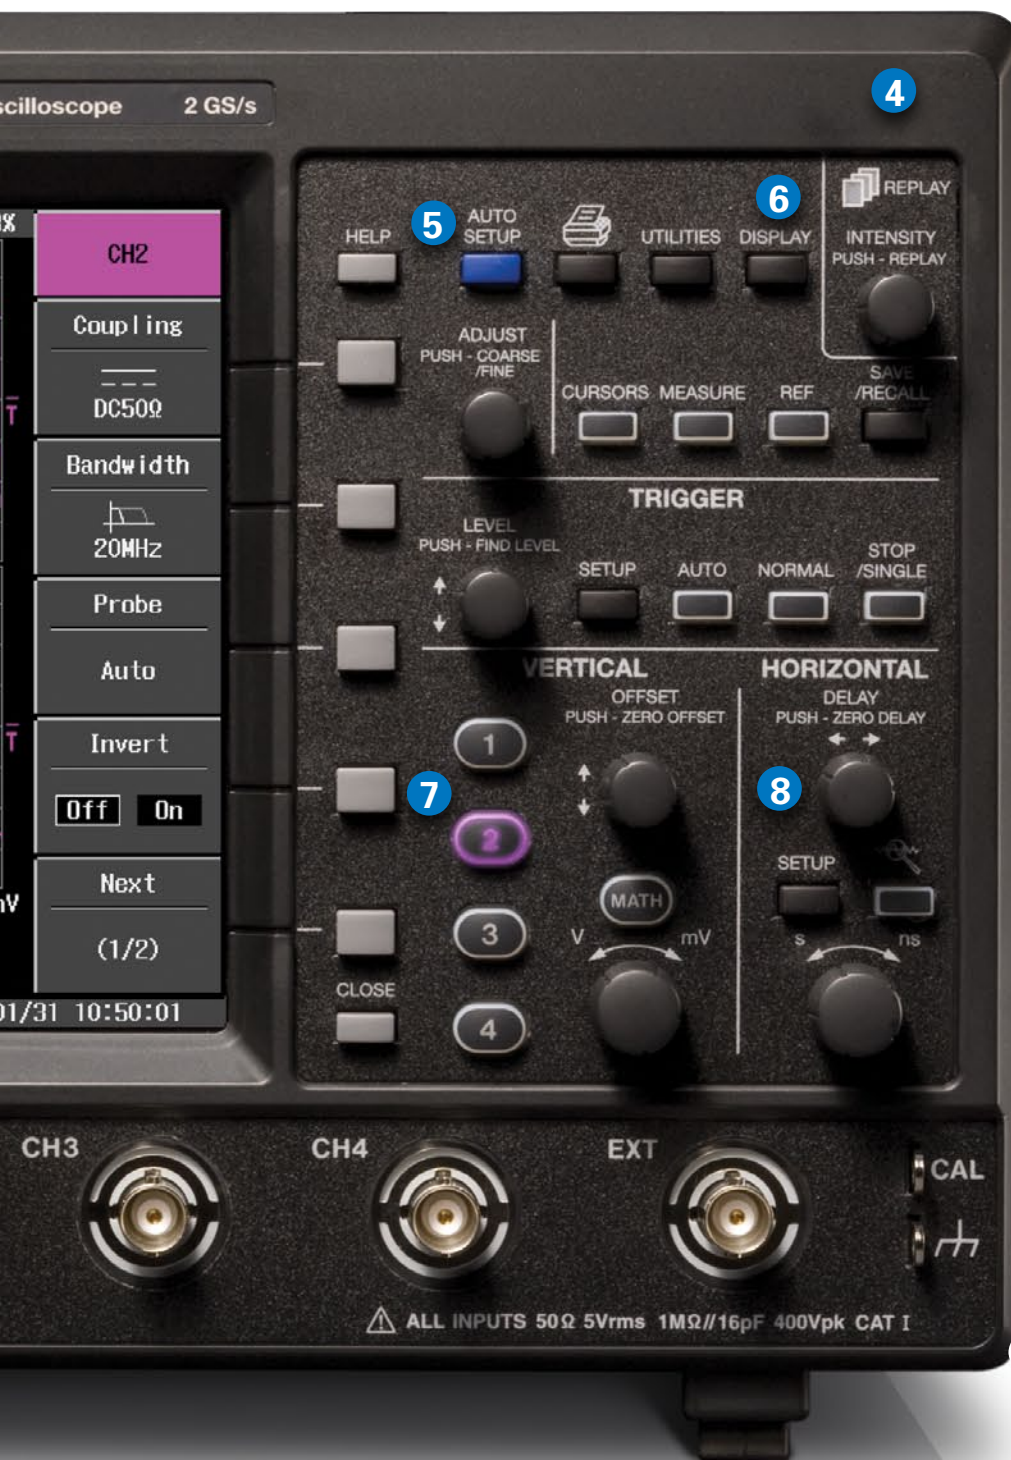 scilloscope 2 GS/s
4
REPLAY
INTENSITY
PUSH - REPLAY
HELP
5
AUTO
SETUP
UTILITIES
6
DISPLAY
CH2
Coupling
DC50Ω
Bandwidth
20MHz
Probe
Auto
Invert
Off On
Next
(1/2)
01/31 10:50:01
ADJUST
PUSH - COARSE
/FINE
CURSORS MEASURE REF
SAVE
/RECALL
TRIGGER
LEVEL
PUSH - FIND LEVEL
SETUP AUTO NORMAL
STOP
/SINGLE
VERTICAL
OFFSET
PUSH - ZERO OFFSET
HORIZONTAL
DELAY
PUSH - ZERO DELAY
1
7
2
8
SETUP
MATH
3
V mV
s ns
4
CLOSE
CH3 CH4 EXT
CAL
ALL INPUTS 50Ω 5Vrms 1MΩ//16pF 400Vpk CAT I